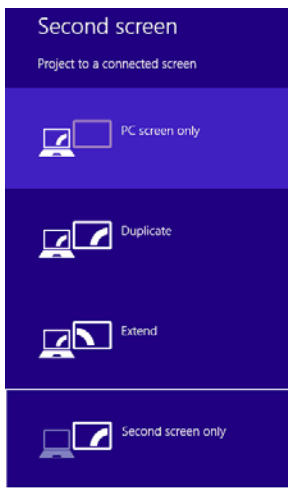 Second screen
Project to a connected screen
PC screen only
Duplicate
Extend
Second screen only